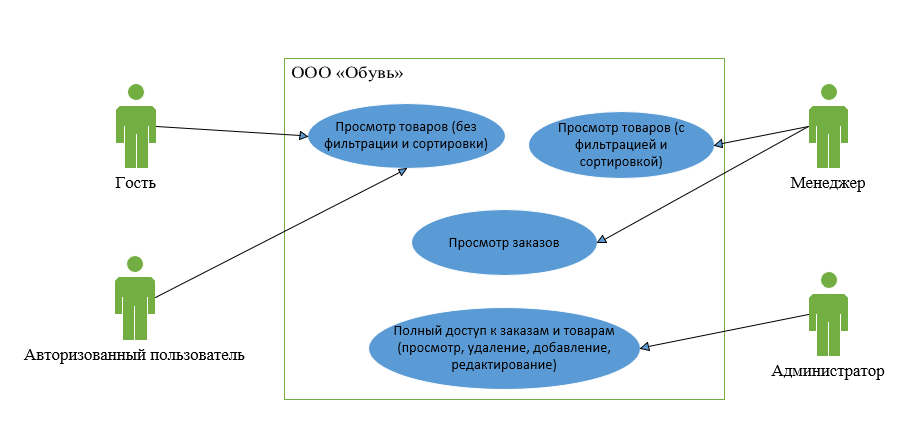 ООО «Обувь»
Просмотр товаров (без
фильтрации и сортировки)
Просмотр товаров (с
фильтрацией и
сортировкой)
Гость
Менеджер
Просмотр заказов
Полный доступ к заказам и товарам
(просмотр, удаление, добавление,
редактирование)
Авторизованный пользователь
Администратор